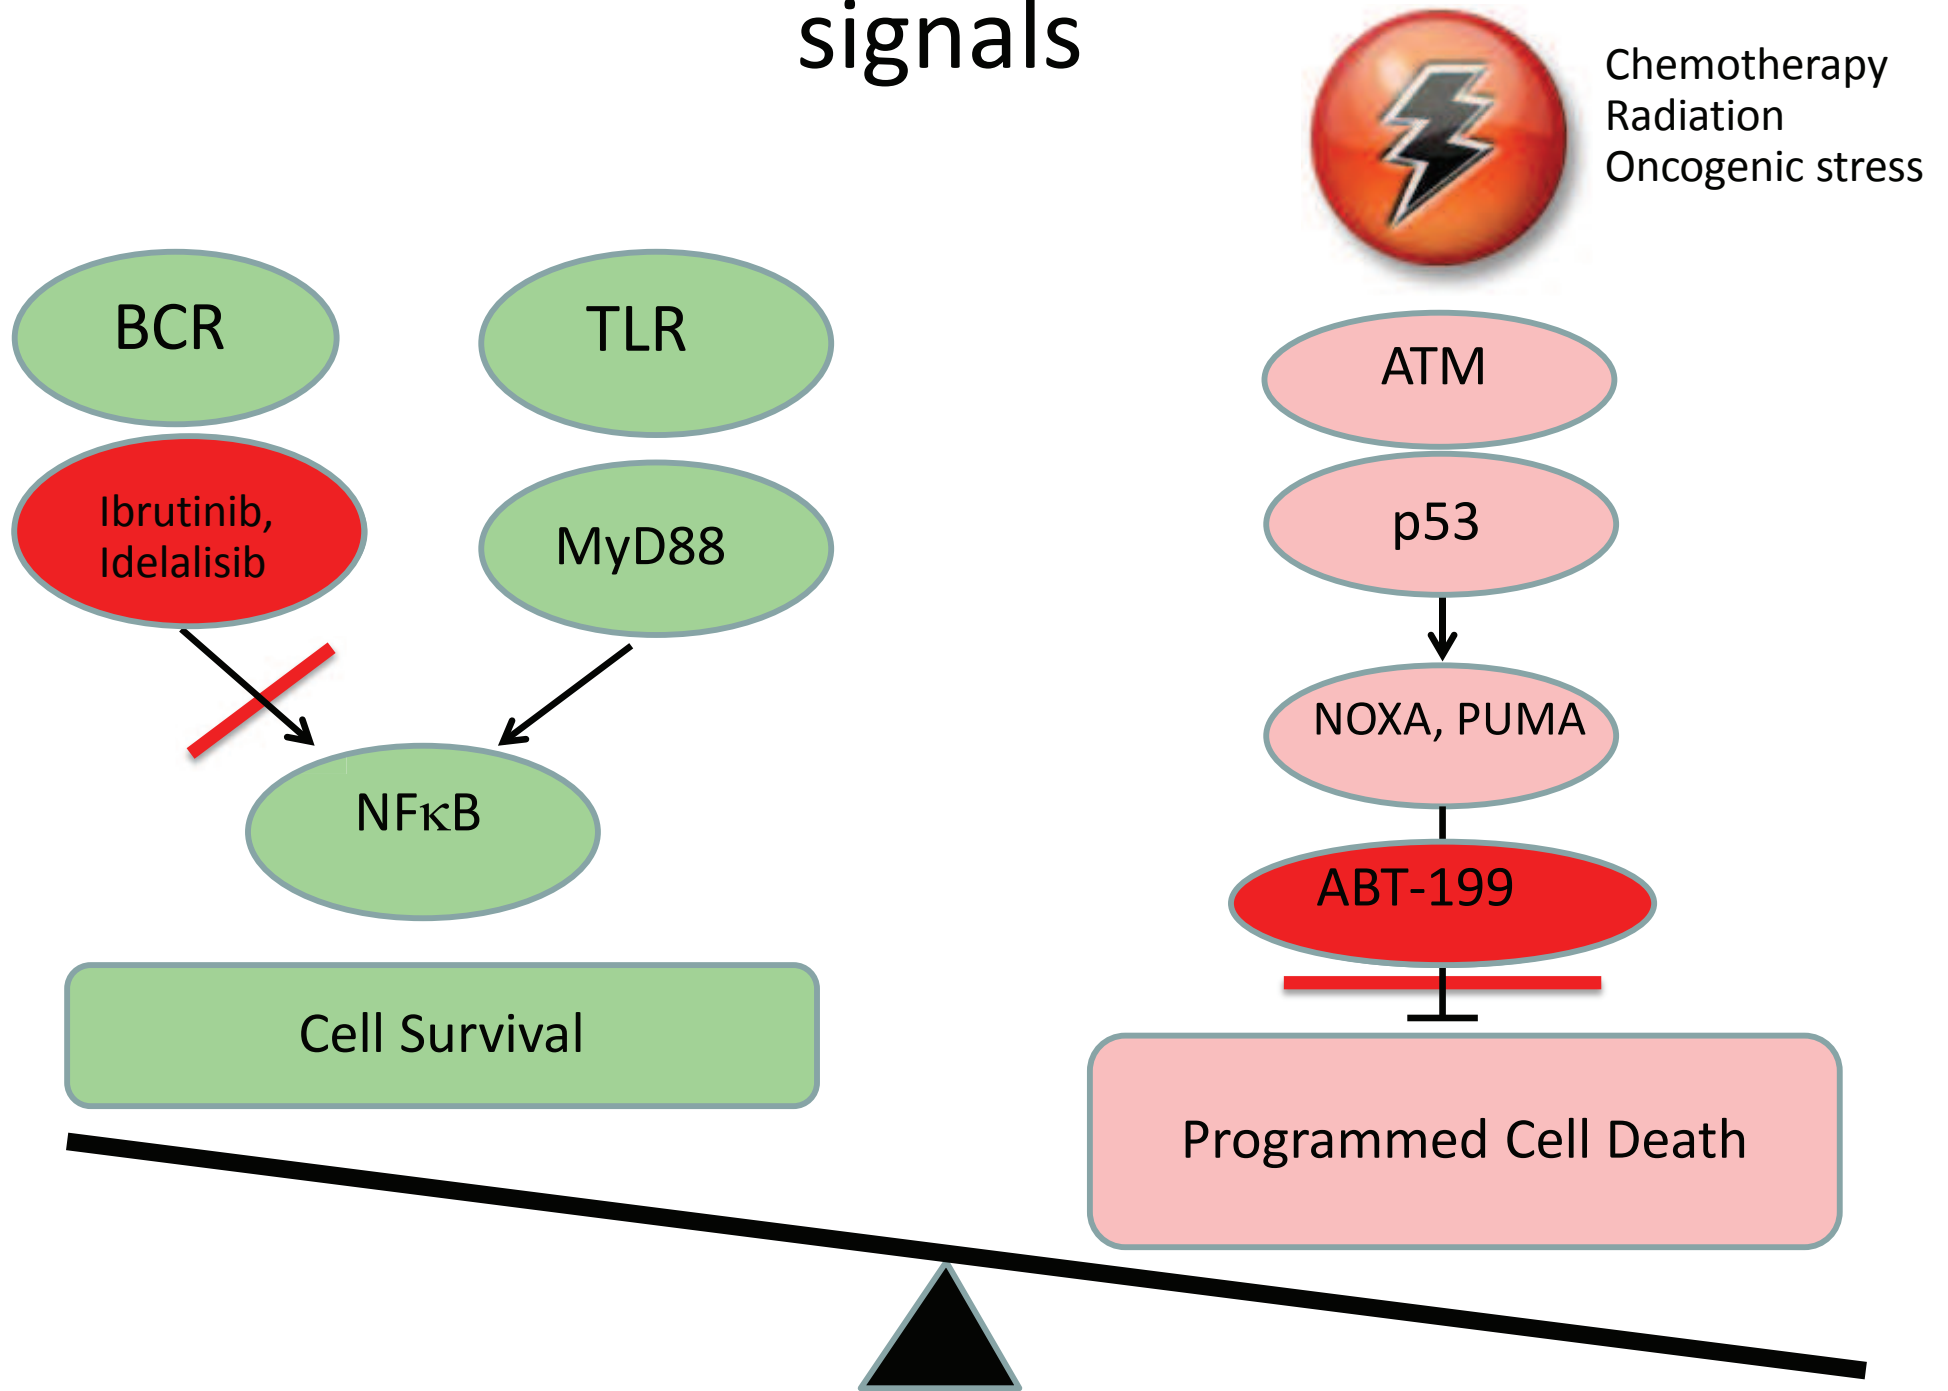 signals
Chemotherapy
Radiation
Oncogenic stress
BCR
TLR
ATM
Ibrutinib,
Idelalisib
MyD88
p53
NOXA, PUMA
NFκB
ABT-199
Cell Survival
Programmed Cell Death